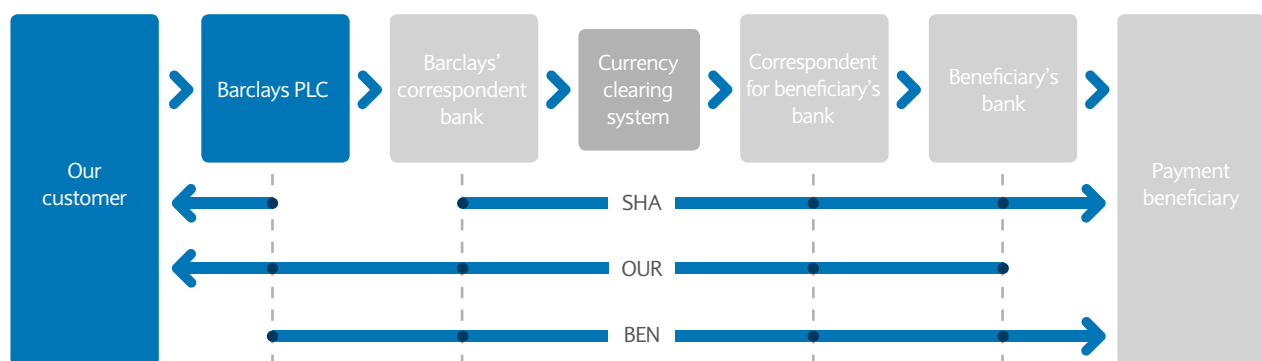 Our
customer
Barclays PLC
Barclays’
correspondent
bank
Currency
clearing
system
Correspondent
for beneficiary’s
bank
Beneficiary’s
bank
Payment
beneficiary
SHA
OUR
BEN